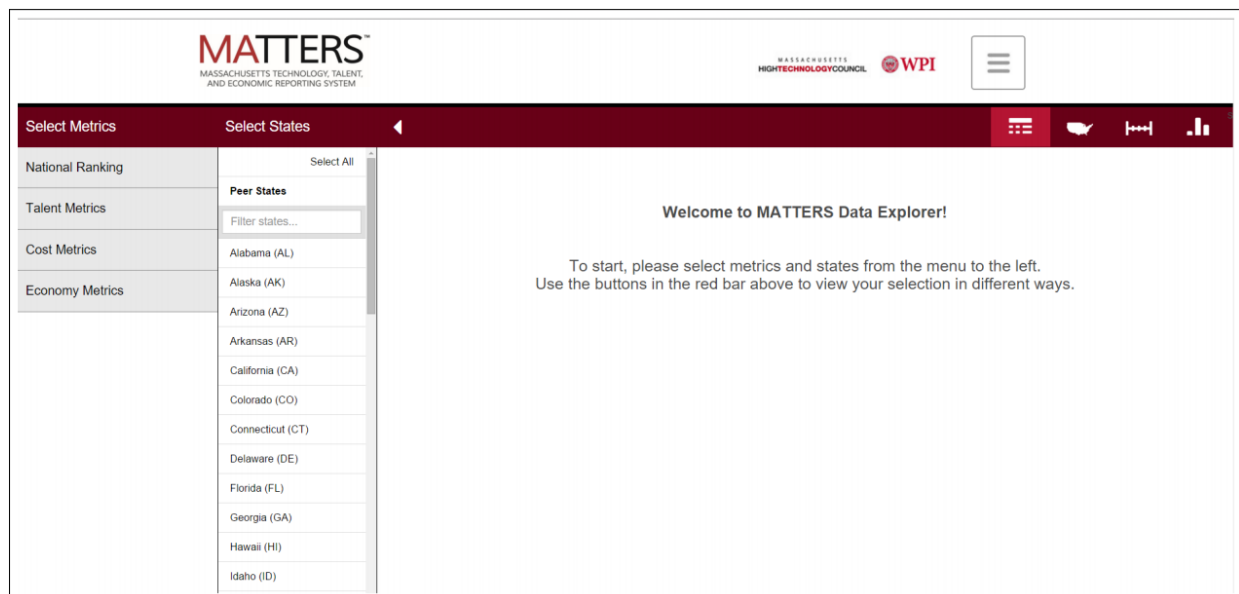 MATTERS™
MASSACHUSETTS TECHNOLOGY, TALENT,
AND ECONOMIC REPORTING SYSTEM
MASSACHUSETTS
HIGHTECHNOLOGYCOUNCIL
WPI
Select Metrics
Select States
National Ranking
Talent Metrics
Cost Metrics
Economy Metrics
Select All
Peer States
Filter states...
Alabama (AL)
Alaska (AK)
Arizona (AZ)
Arkansas (AR)
California (CA)
Colorado (CO)
Connecticut (CT)
Delaware (DE)
Florida (FL)
Georgia (GA)
Hawaii (HI)
Idaho (ID)
Welcome to MATTERS Data Explorer!
To start, please select metrics and states from the menu to the left.
Use the buttons in the red bar above to view your selection in different ways.